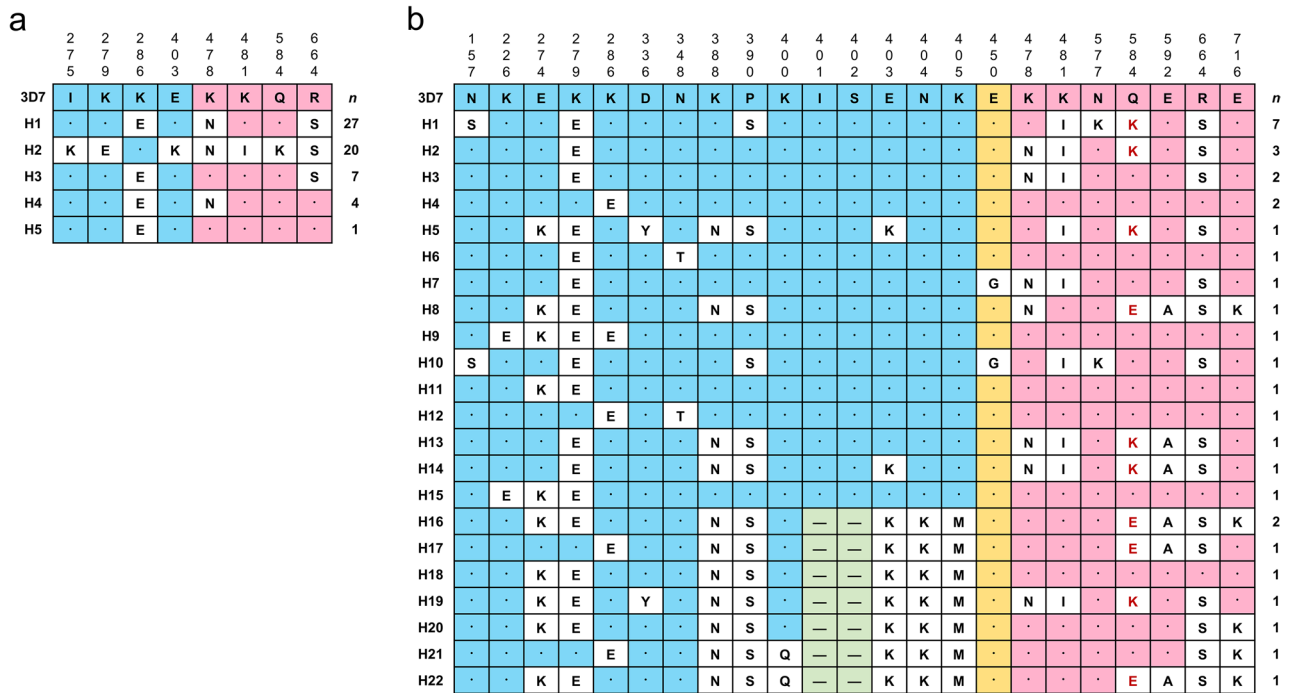 a
275 279 286 403 478 481 584 664
3D7 I K K E K K Q R n
H1 · · E · N · · S 27
H2 K E · K N I K S 20
H3 · · E · · · · S 7
H4 · · E · N · · · 4
H5 · · E · · · · · 1
b
157 226 274 279 286 336 348 388 390 400 401 402 403 404 405 450 478 481 577 584 592 664 716
3D7 N K E K K D N K P K I S E N K E K K N Q E R E n
H1 S · · E · · · · S · · · · · · · · I K K · S · 7
H2 · · · E · · · · · · · · · · · · N I · K · S · 3
H3 · · · E · · · · · · · · · · · · N I · · · S · 2
H4 · · · · E · · · · · · · · · · · · · · · · · · 2
H5 · · K E · Y · N S · · · K · · · · I · K · S · 1
H6 · · · E · · T · · · · · · · · · · · · · · · · 1
H7 · · · E · · · · · · · · · · · G N I · · · S · 1
H8 · · K E · · · N S · · · · · · · N · · E A S K 1
H9 · E K E E · · · · · · · · · · · · · · · · · · 1
H10 S · · E · · · · S · · · · · · G · I K · · S · 1
H11 · · K E · · · · · · · · · · · · · · · · · · · 1
H12 · · · · E · T · · · · · · · · · · · · · · · · 1
H13 · · · E · · · N S · · · · · · · N I · K A S · 1
H14 · · · E · · · N S · · · K · · · N I · K A S · 1
H15 · E K E · · · · · · · · · · · · · · · · · · · 1
H16 · · K E · · · N S · — — K K M · · · · E A S K 2
H17 · · · · E · · N S · — — K K M · · · · E A S · 1
H18 · · K E · · · N S · — — K K M · · · · · · · · 1
H19 · · K E · Y · N S · — — K K M · N I · K · S · 1
H20 · · K E · · · N S · — — K K M · · · · · · S K 1
H21 · · · · E · · N S Q — — K K M · · · · · · S K 1
H22 · · K E · · · N S Q — — K K M · · · · E A S K 1